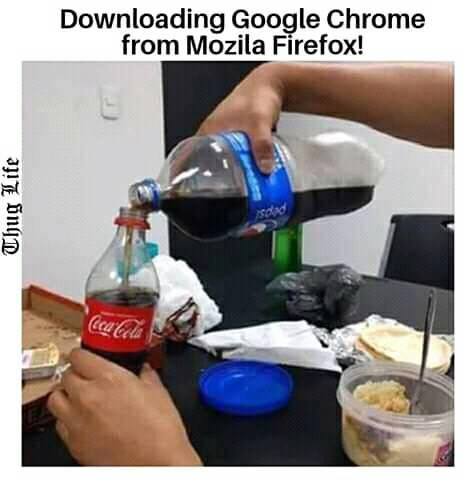 Downloading Google Chrome
from Mozila Firefox!
Thug Life
pepsi
Coca-Cola